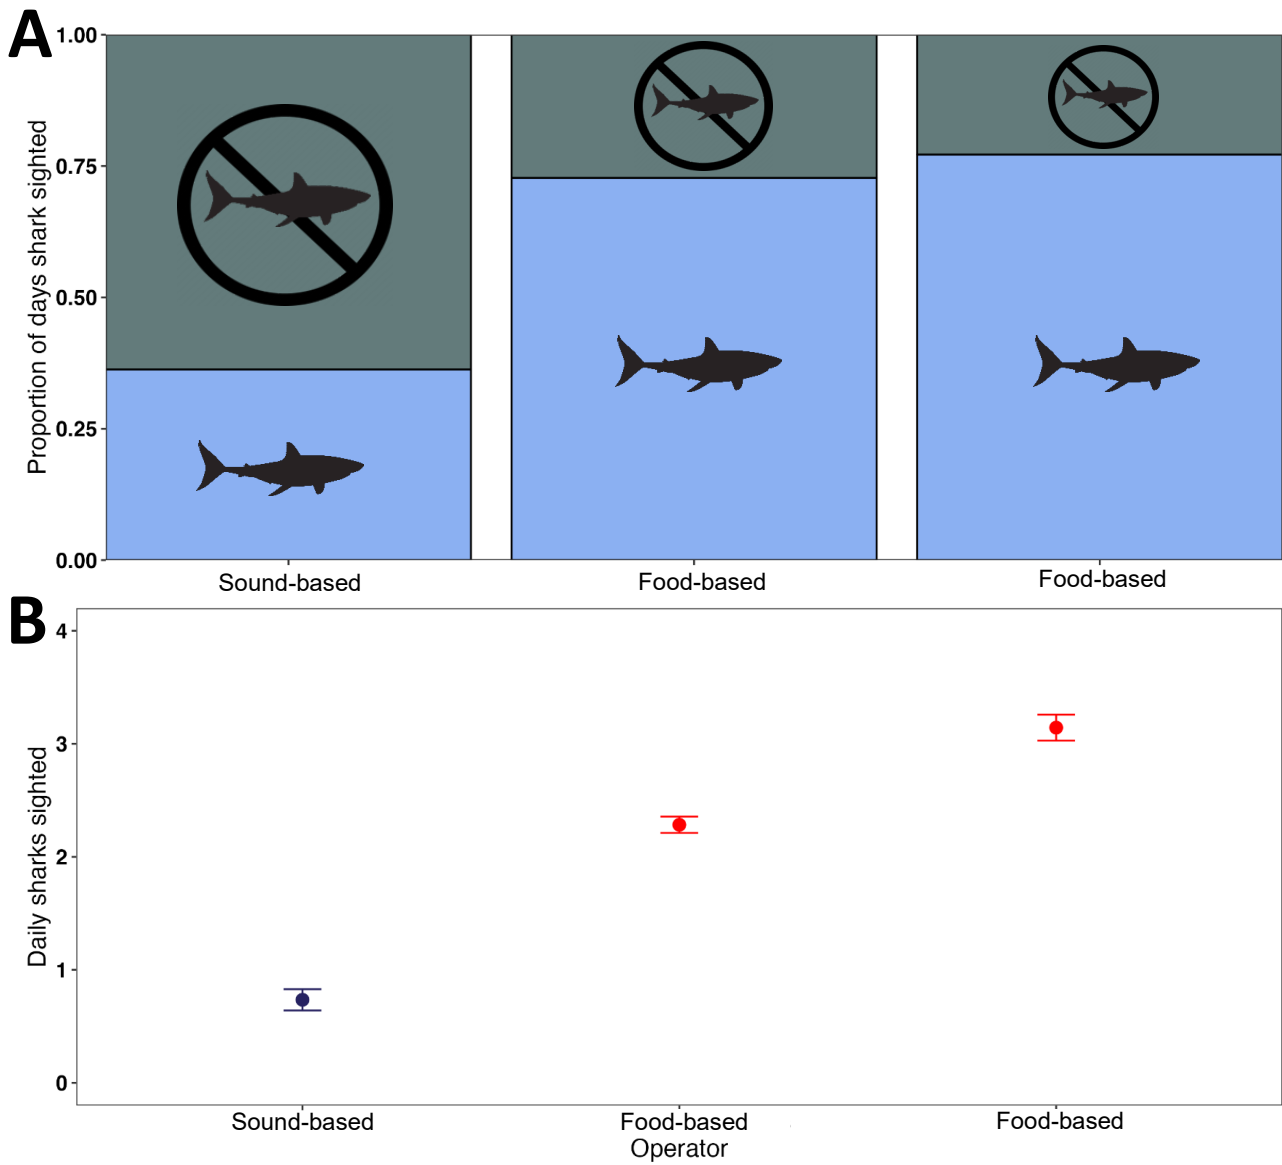 A
Proportion of days shark sighted
1.00
0.75
0.50
0.25
0.00
Sound-based
Food-based
Food-based
B
Daily sharks sighted
4
3
2
1
0
Sound-based
Food-based
Food-based
Operator